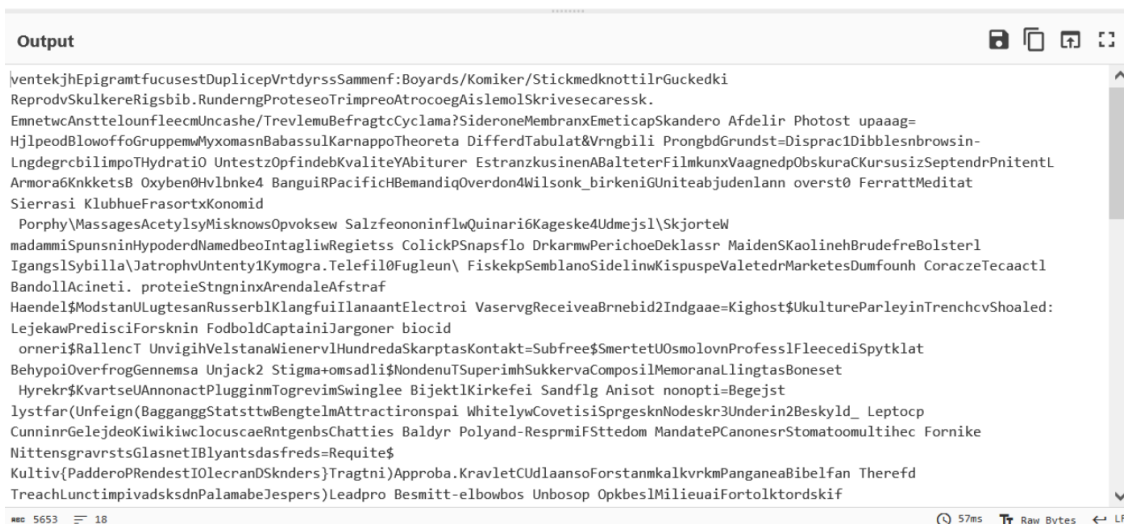 Output
ventekjhEpigramtfucusestDuplicepVrtdyrssSammenf:Boyards/Komiker/StickmedknottilrGuckedki
ReprodvSkulkereRigsbib.RunderngProteseoTrimpreoAtrocoegAislemolSkrivesecaressk.
EmnetwcAnsttelounfleecmUncashe/TrevlemuBefragtcCyclama?SideroneMembranxEmeticapSkandero Afdelir Photost upaaag=
HjlpeodBlowoffoGruppemwMyxomasnBabassulKarnappoTheoreta DifferdTabulat&Vrngbili ProngbdGrundst=Disprac1Dibblesnbrowsin-
LngdegrcbilimpoTHydratiO UntestzOpfindebKvaliteYAbiturer EstranzkusinenABalteterFilmkunxVaagnedpObskuraCKursusizSeptendrPnitentL
Armora6KnkketsB Oxyben0Hvlbnke4 BanguiRPacificHBemandiqOverdon4Wilsonk_birkeniGUniteabjudenlann overst0 FerrattMeditat
Sierrasi KlubhueFrasortxKonomid
Porphy\MassagesAcetylsyMisknowsOpvoksew SalzfeononinflwQuinari6Kageske4Udmejsl\SkjorteW
madammiSpunsninHypoderdNamedbeoIntagliwRegietss ColickPSnapsflo DrkarmwPerichoeDeklassr MaidenSKaolinehBrudefreBolsterl
IgangslSybilla\JatrophvUntenty1Kymogra.Telefil0Fugleun\ FiskekpSemblanoSidelinwKispuspeValetedrMarketesDumfounh CoraczeTecaactl
BandollAcineti. proteieStngninxArendaleAfstraf
Haendel$ModstanULugtesanRusserblKlangfuiIlanaantElectroi VaservgReceiveaBrnebid2Indgaae=Kighost$UkultureParleyinTrenchcvShoaled:
LejekawPredisciForsknin FodboldCaptainiJargoner biocid
orneri$RallencT UnvigihVelstanaWienervlHundredaSkarptasKontakt=Subfree$SmertetUOsmolovnProfesslFleecediSpytklat
BehypoiOverfrogGennemsa Unjack2 Stigma+omsadli$NondenuTSuperimhSukkervaComposilMemoranaLlingtasBoneset
Hyrekr$KvartseUAnnonactPlugginmTogrevimSwinglee BijektlKirkefei Sandflg Anisot nonopti=Begejst
lystfar(Unfeign(BagganggStatsttwBengtelmAttractironspai WhitelywCovetisiSprgesknNodeskr3Underin2Beskyld_ Leptocp
CunninrGelejdeoKiwikiwclocuscaeRntgenbsChatties Baldyr Polyand-ResprmiFSttedom MandatePCanonesrStomatoomultihec Fornike
NittensgravrstsGlasnetIBlyantsdasfreds=Requite$
Kultiv{PadderoPRendestIOlecranDSknders}Tragtni)Approba.KravletCUdlaansoForstanmkalkvrkmPanganeaBibelfan Therefd
TreachLunctimpivadsksdnPalamabeJespers)Leadpro Besmitt-elbowbos Unbosop OpkbeslMilieuaiFortolktordskif
ABC 5653 18
57ms Tr Raw Bytes LF